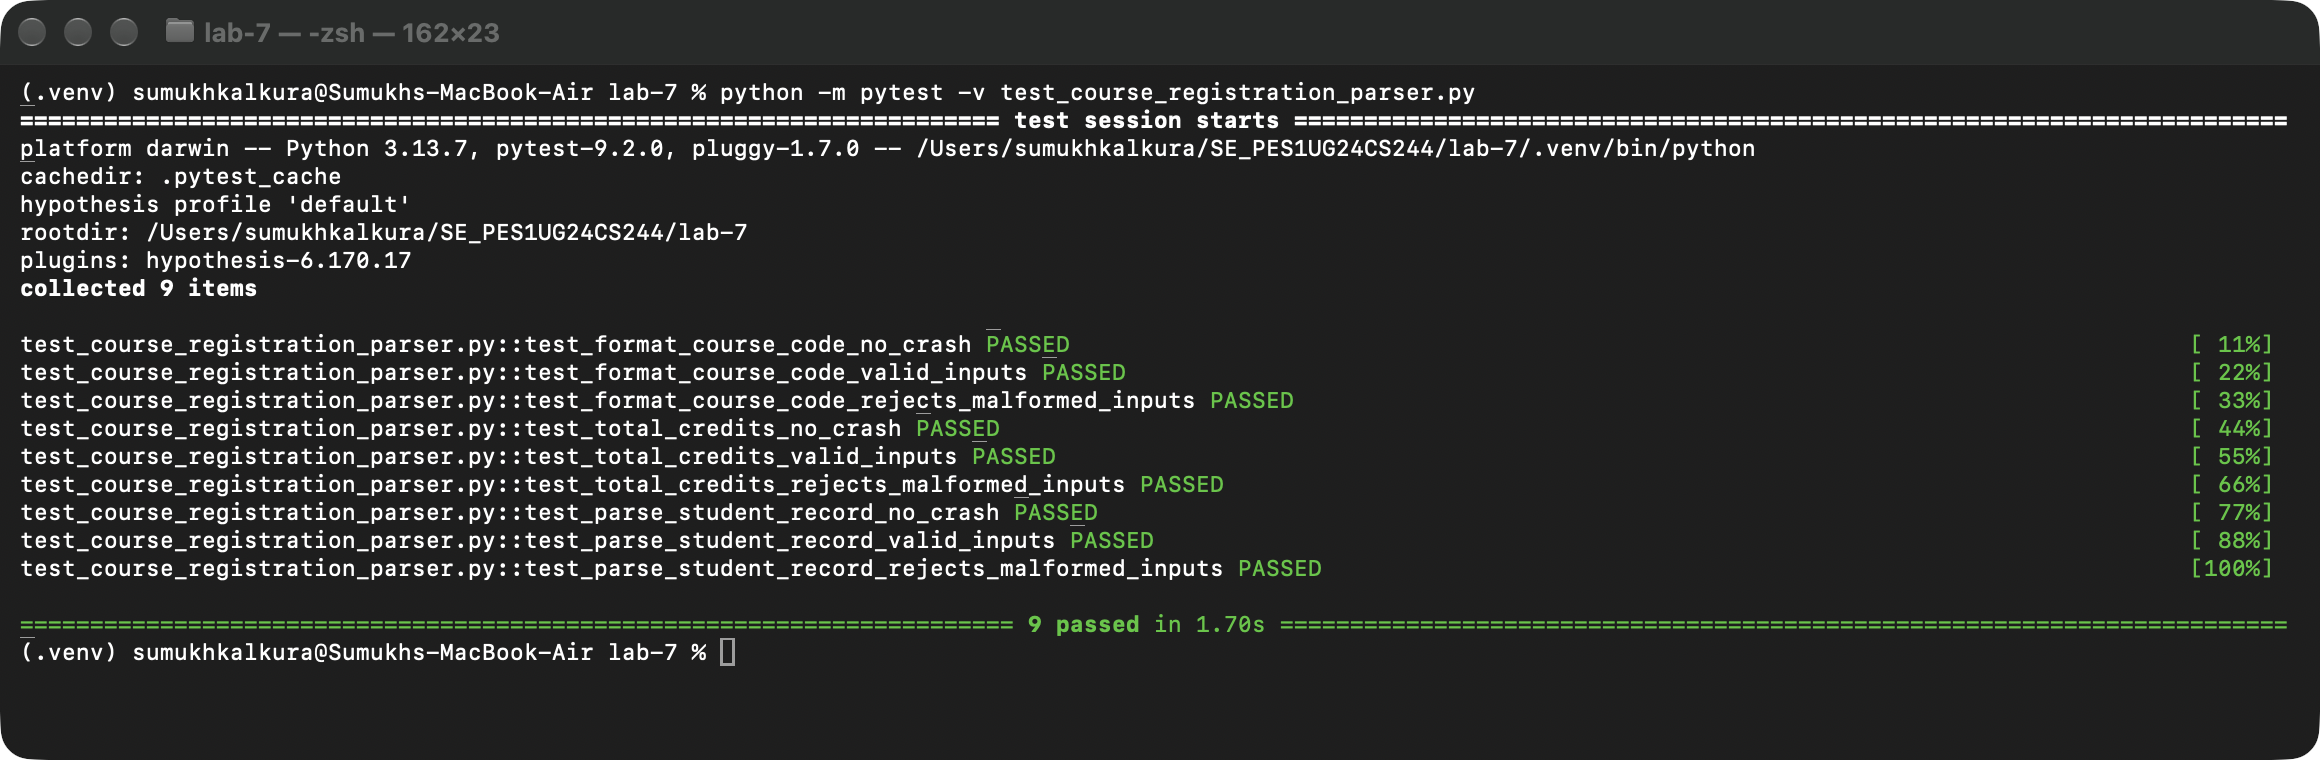 lab-7 — -zsh — 162×23
(.venv) sumukhkalkura@Sumukhs-MacBook-Air lab-7 % python -m pytest -v test_course_registration_parser.py
====================================================================== test session starts =======================================================================
platform darwin -- Python 3.13.7, pytest-9.2.0, pluggy-1.7.0 -- /Users/sumukhkalkura/SE_PES1UG24CS244/lab-7/.venv/bin/python
cachedir: .pytest_cache
hypothesis profile 'default'
rootdir: /Users/sumukhkalkura/SE_PES1UG24CS244/lab-7
plugins: hypothesis-6.170.17
collected 9 items
test_course_registration_parser.py::test_format_course_code_no_crash PASSED [ 11%]
test_course_registration_parser.py::test_format_course_code_valid_inputs PASSED [ 22%]
test_course_registration_parser.py::test_format_course_code_rejects_malformed_inputs PASSED [ 33%]
test_course_registration_parser.py::test_total_credits_no_crash PASSED [ 44%]
test_course_registration_parser.py::test_total_credits_valid_inputs PASSED [ 55%]
test_course_registration_parser.py::test_total_credits_rejects_malformed_inputs PASSED [ 66%]
test_course_registration_parser.py::test_parse_student_record_no_crash PASSED [ 77%]
test_course_registration_parser.py::test_parse_student_record_valid_inputs PASSED [ 88%]
test_course_registration_parser.py::test_parse_student_record_rejects_malformed_inputs PASSED [100%]
======================================================================= 9 passed in 1.70s ========================================================================
(.venv) sumukhkalkura@Sumukhs-MacBook-Air lab-7 %